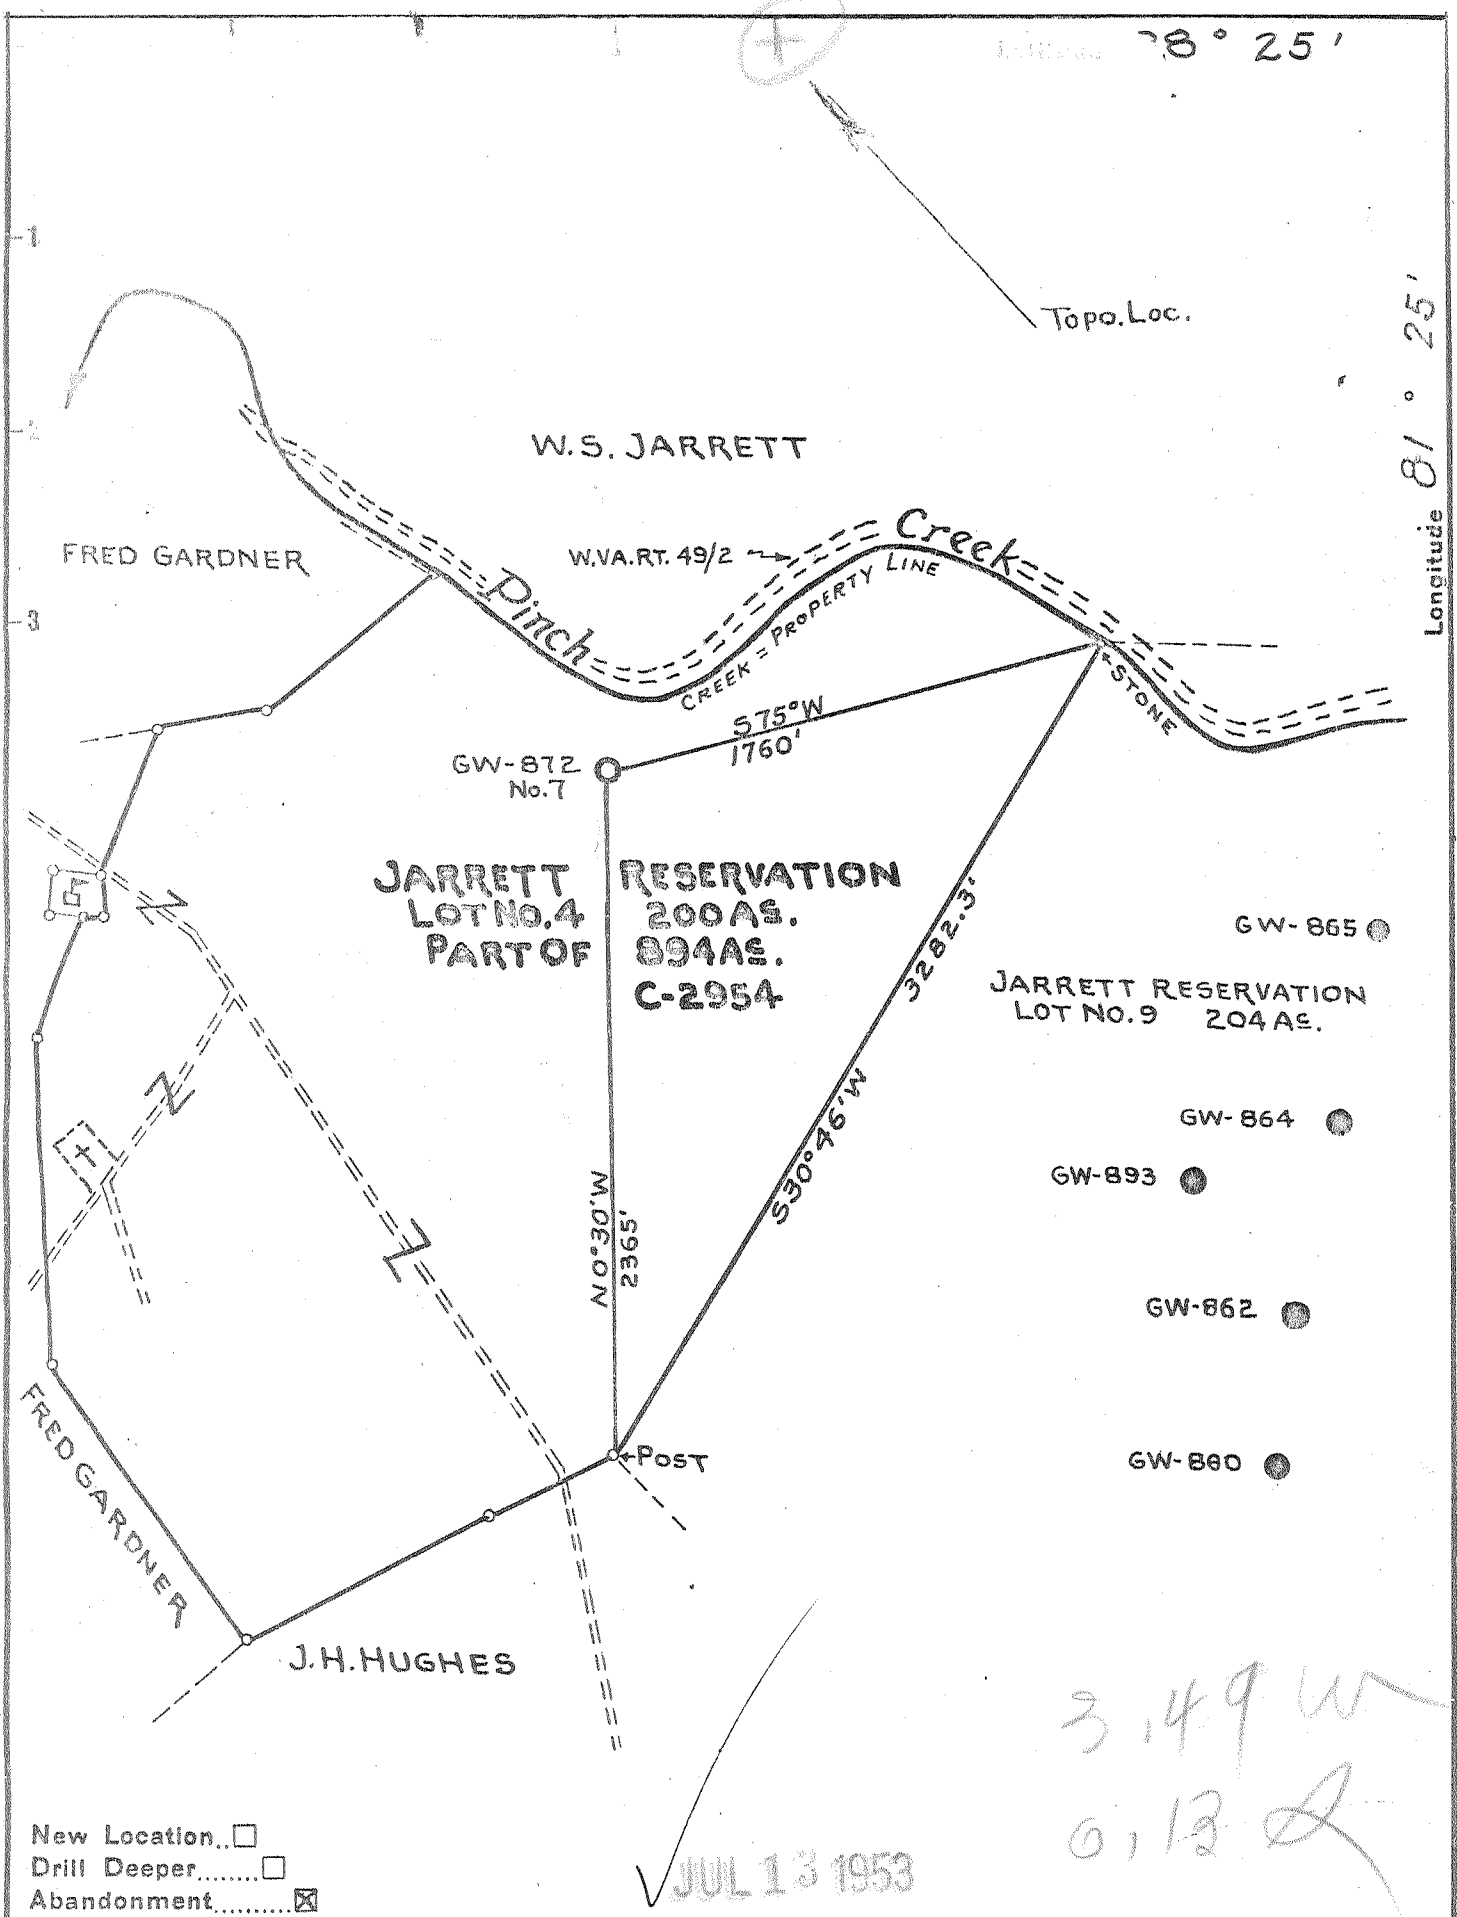 8° 25'
1
Topo. Loc.
Longitude 81° 25'
2
W.S. JARRETT
FRED GARDNER
W.VA.RT. 49/2
Pinch Creek
CREEK = PROPERTY LINE
3
STONE
S75°W
1760'
GW-872
No.7
JARRETT RESERVATION
LOT NO.4 200 AS.
PART OF 894 AS.
C-2954
G
3282.3'
S30°46'W
GW-865
JARRETT RESERVATION
LOT NO.9 204 AS.
GW-864
GW-893
N0°30'W
2365'
GW-862
POST
GW-860
FRED GARDNER
J.H. HUGHES
3.49 W
0.13 S
New Location..☐
Drill Deeper........☐
Abandonment..........☒
JUL 13 1953